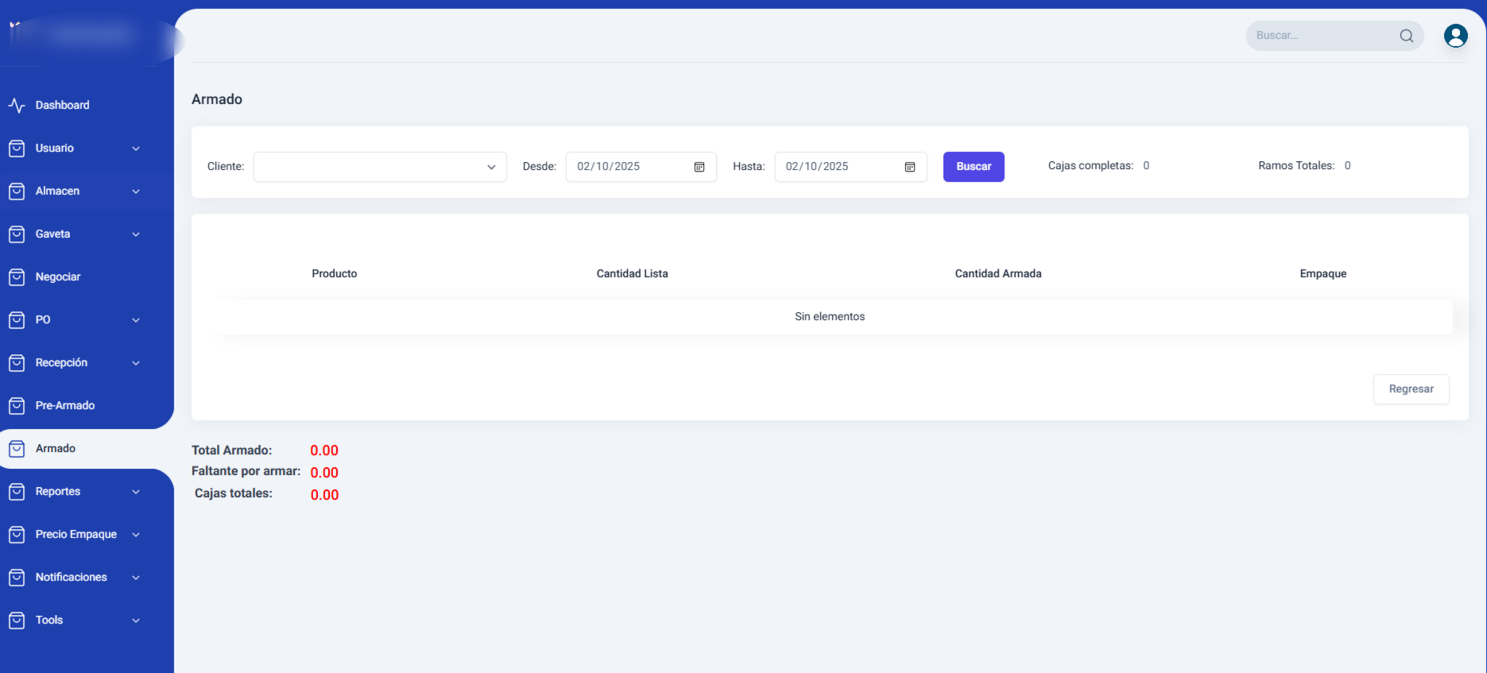 Buscar...
Dashboard
Usuario
Almacen
Gaveta
Negociar
PO
Recepción
Pre-Armado
Armado
Reportes
Precio Empaque
Notificaciones
Tools
Armado
Cliente: Desde: 02/10/2025 Hasta: 02/10/2025 Buscar Cajas completas: 0 Ramos Totales: 0
Producto Cantidad Lista Cantidad Armada Empaque
Sin elementos
Regresar
Total Armado: 0.00
Faltante por armar: 0.00
Cajas totales: 0.00